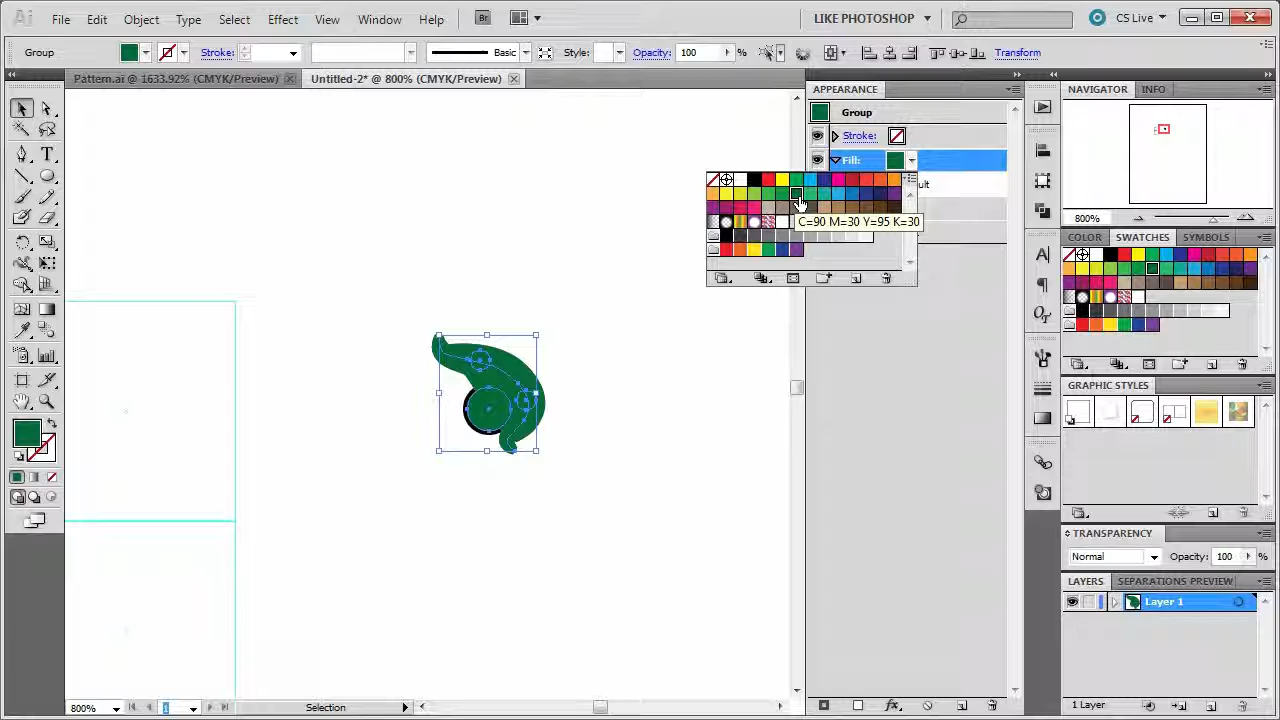 Ai File Edit Object Type Select Effect View Window Help Br LIKE PHOTOSHOP CS Live
Group Stroke: Basic Style: Opacity: 100 % Transform
Pattern.ai @ 1633.92% (CMYK/Preview) Untitled-2* @ 800% (CMYK/Preview)
APPEARANCE
Group
Stroke:
Fill:
ult
C=90 M=30 Y=95 K=30
NAVIGATOR INFO
800%
COLOR SWATCHES SYMBOLS
GRAPHIC STYLES
TRANSPARENCY
Normal Opacity: 100 %
LAYERS SEPARATIONS PREVIEW
Layer 1
1 Layer
800% 1 Selection